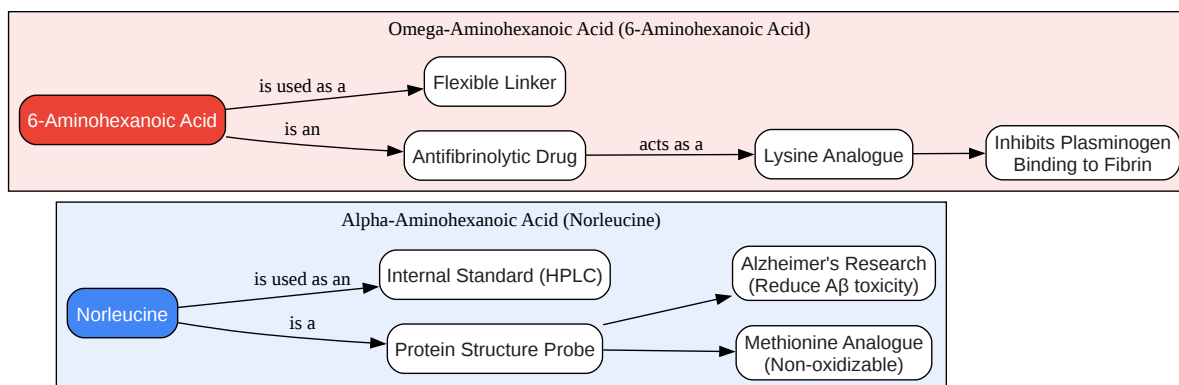 Omega-Aminohexanoic Acid (6-Aminohexanoic Acid)
6-Aminohexanoic Acid
is used as a
Flexible Linker
is an
Antifibrinolytic Drug
acts as a
Lysine Analogue
Inhibits Plasminogen
Binding to Fibrin
Alpha-Aminohexanoic Acid (Norleucine)
Norleucine
is used as an
Internal Standard (HPLC)
is a
Protein Structure Probe
Alzheimer's Research
(Reduce Aβ toxicity)
Methionine Analogue
(Non-oxidizable)